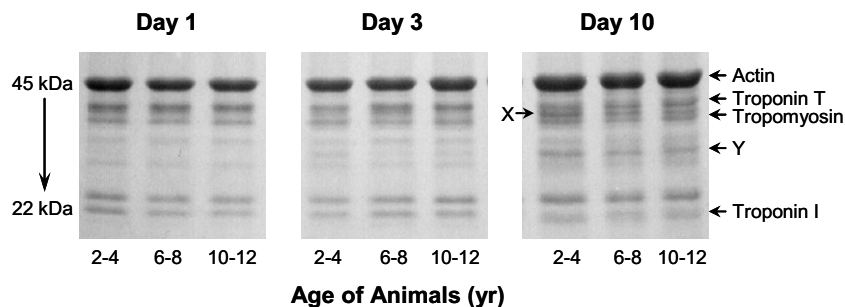 Day 1
Day 3
Day 10
45 kDa
22 kDa
X
Actin
Troponin T
Tropomyosin
Y
Troponin I
2-4 6-8 10-12
2-4 6-8 10-12
2-4 6-8 10-12
Age of Animals (yr)